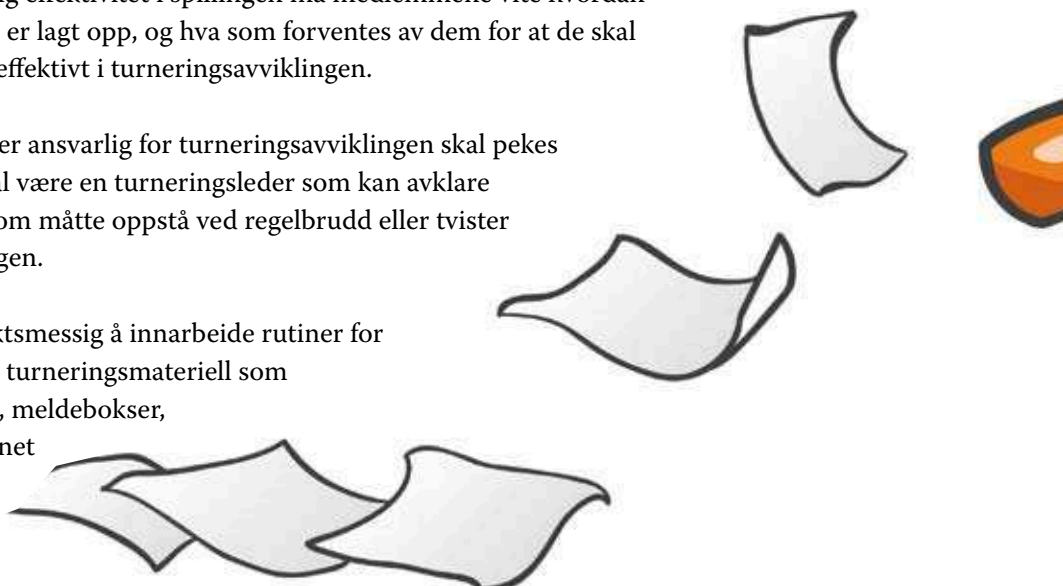 effektivitet i spillingen må medlemmene vite hvordan
er lagt opp, og hva som forventes av dem for at de skal
effektivt i turneringsavviklingen.
er ansvarlig for turneringsavviklingen skal pekes
være en turneringsleder som kan avklare
om måtte oppstå ved regelbrudd eller tvister
gen.
ktsmessig å innarbeide rutiner for
turneringsmateriell som
, meldebokser,
net